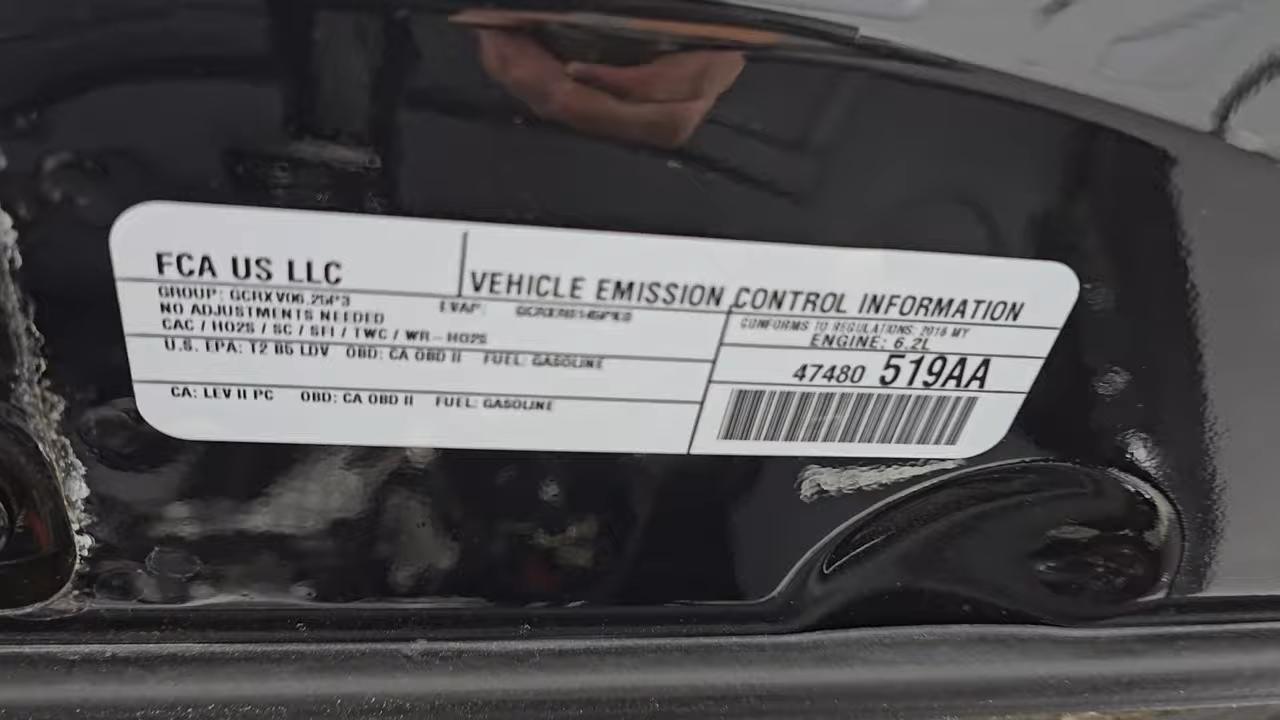 FCA US LLC
VEHICLE EMISSION CONTROL INFORMATION
GROUP: GCRXV06.25P3
EVAP:
NO ADJUSTMENTS NEEDED
CAC / HO2S / SC / SFI / TWC / WR-HO2S
U.S. EPA: T2 B5 LDV OBD: CA OBD II FUEL: GASOLINE
CA: LEV II PC OBD: CA OBD II FUEL: GASOLINE
CONFORMS TO REGULATIONS: 2016 MY
ENGINE: 6.2L
47480 519AA